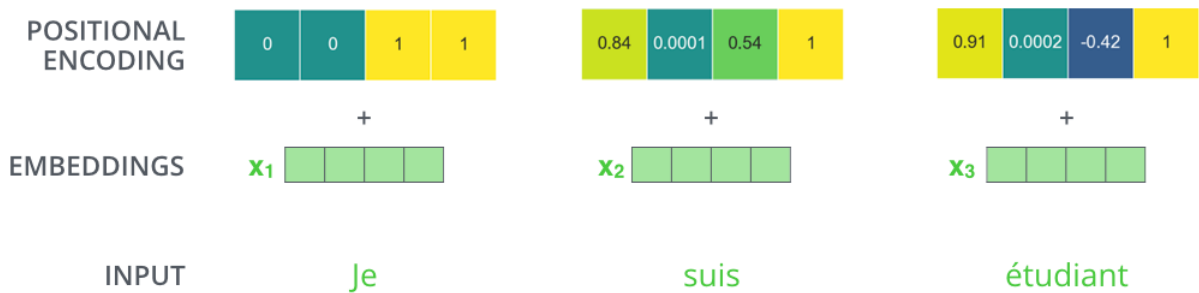 POSITIONAL
ENCODING
0 0 1 1
0.84 0.0001 0.54 1
0.91 0.0002 -0.42 1
+ + +
EMBEDDINGS
x₁
x₂
x₃
INPUT
Je
suis
étudiant